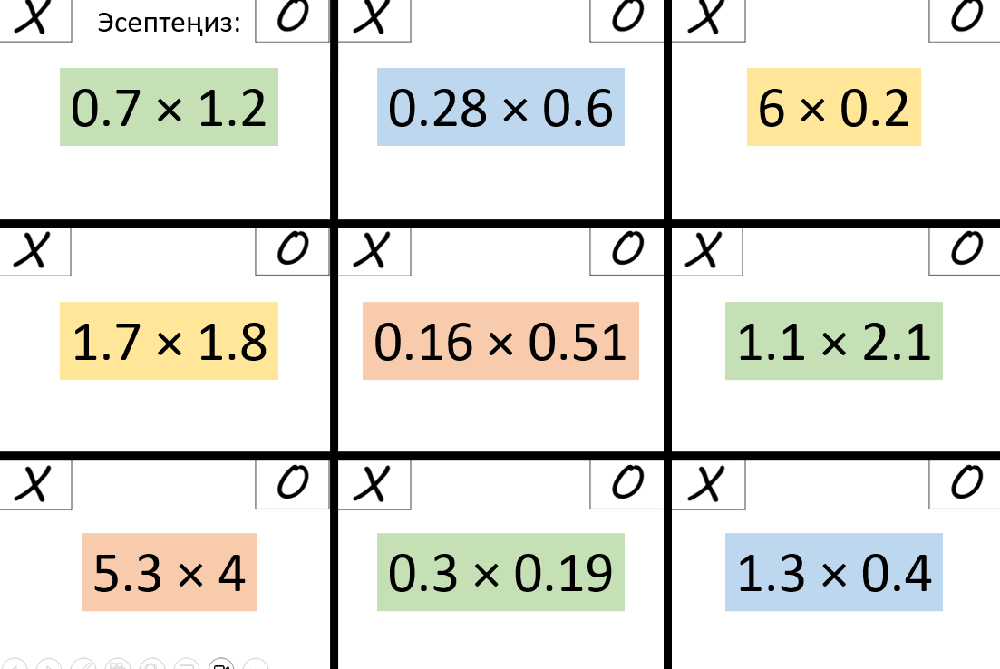 X Эсептеңиз: O X O X O
0.7 × 1.2 0.28 × 0.6 6 × 0.2
X O X O X O
1.7 × 1.8 0.16 × 0.51 1.1 × 2.1
X O X O X O
5.3 × 4 0.3 × 0.19 1.3 × 0.4